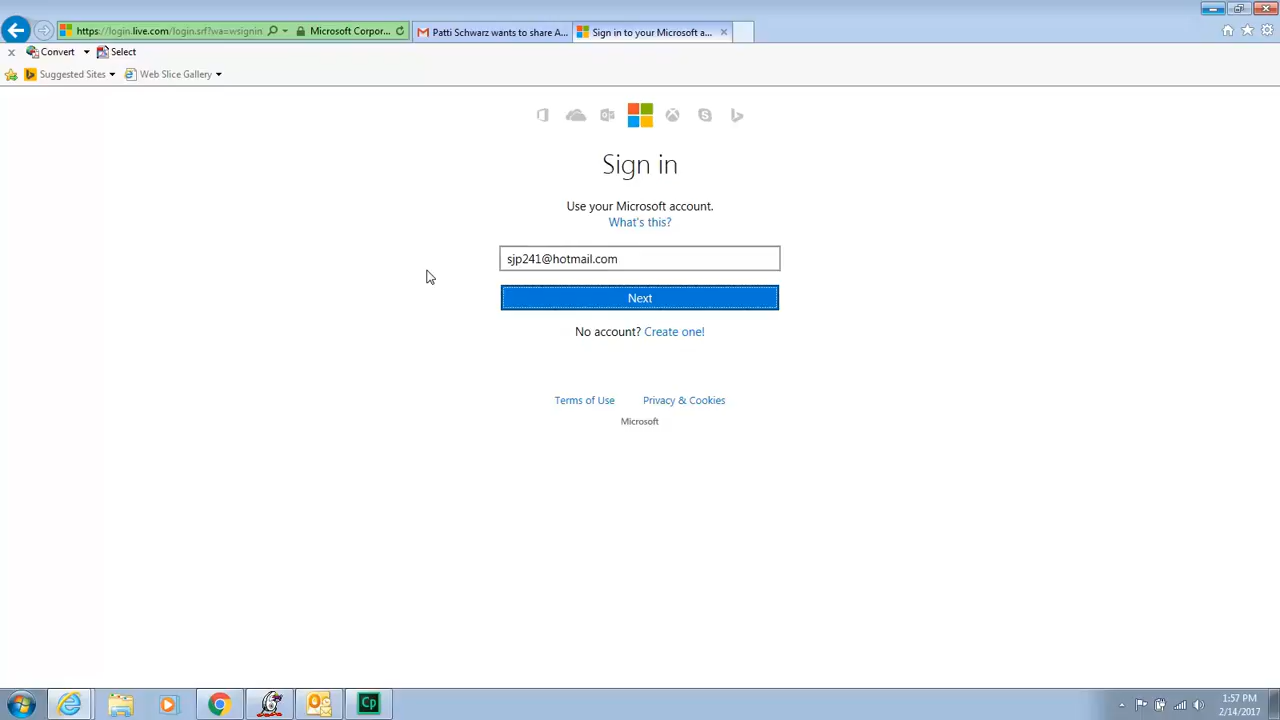 https://login.live.com/login.srf?wa=wsignin
Microsoft Corpor...
Patti Schwarz wants to share A...
Sign in to your Microsoft a...
Convert
Select
Suggested Sites
Web Slice Gallery
Sign in
Use your Microsoft account.
What's this?
sjp241@hotmail.com
Next
No account? Create one!
Terms of Use
Privacy & Cookies
Microsoft
Cp
1:57 PM
2/14/2017